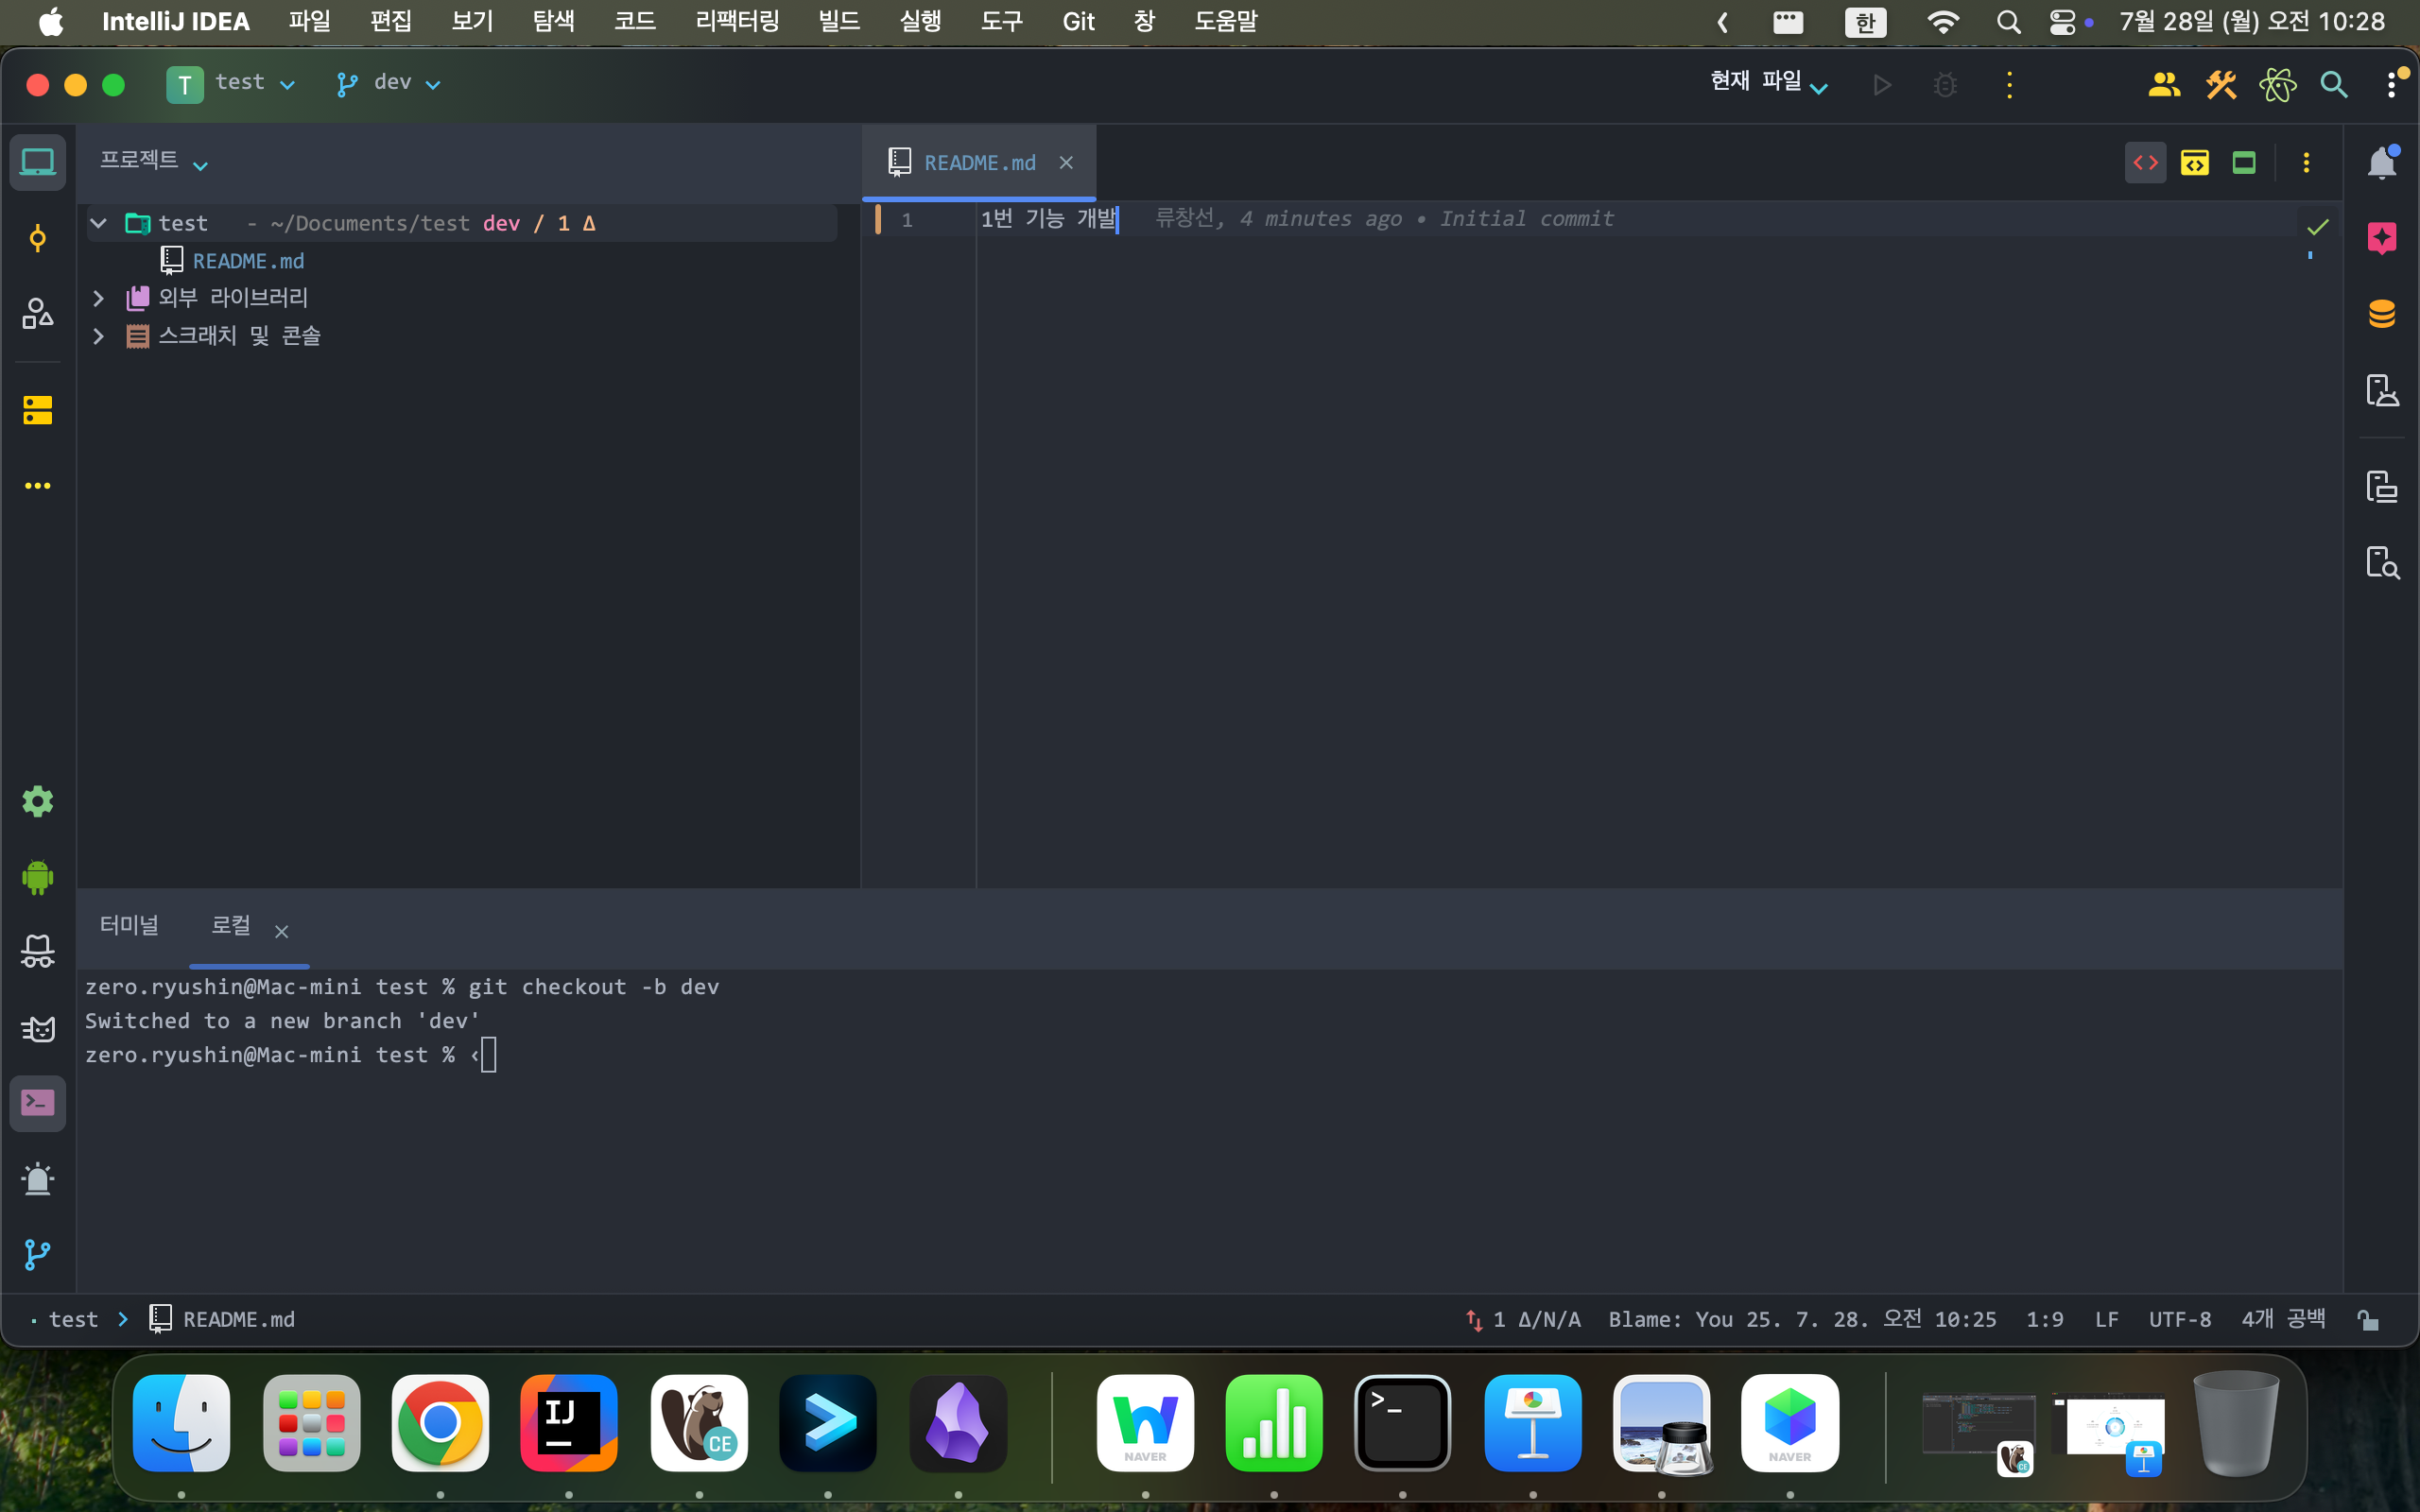 IntelliJ IDEA 파일 편집 보기 탐색 코드 리팩터링 빌드 실행 도구 Git 창 도움말 한 7월 28일 (월) 오전 10:28
T test dev 현재 파일
프로젝트
README.md
1 1번 기능 개발 류창선, 4 minutes ago • Initial commit
test - ~/Documents/test dev / 1 Δ
README.md
외부 라이브러리
스크래치 및 콘솔
터미널 로컬
zero.ryushin@Mac-mini test % git checkout -b dev
Switched to a new branch 'dev'
zero.ryushin@Mac-mini test % ‹
test README.md 1 Δ/N/A Blame: You 25. 7. 28. 오전 10:25 1:9 LF UTF-8 4개 공백
IJ
CE
NAVER
>_
NAVER
CE